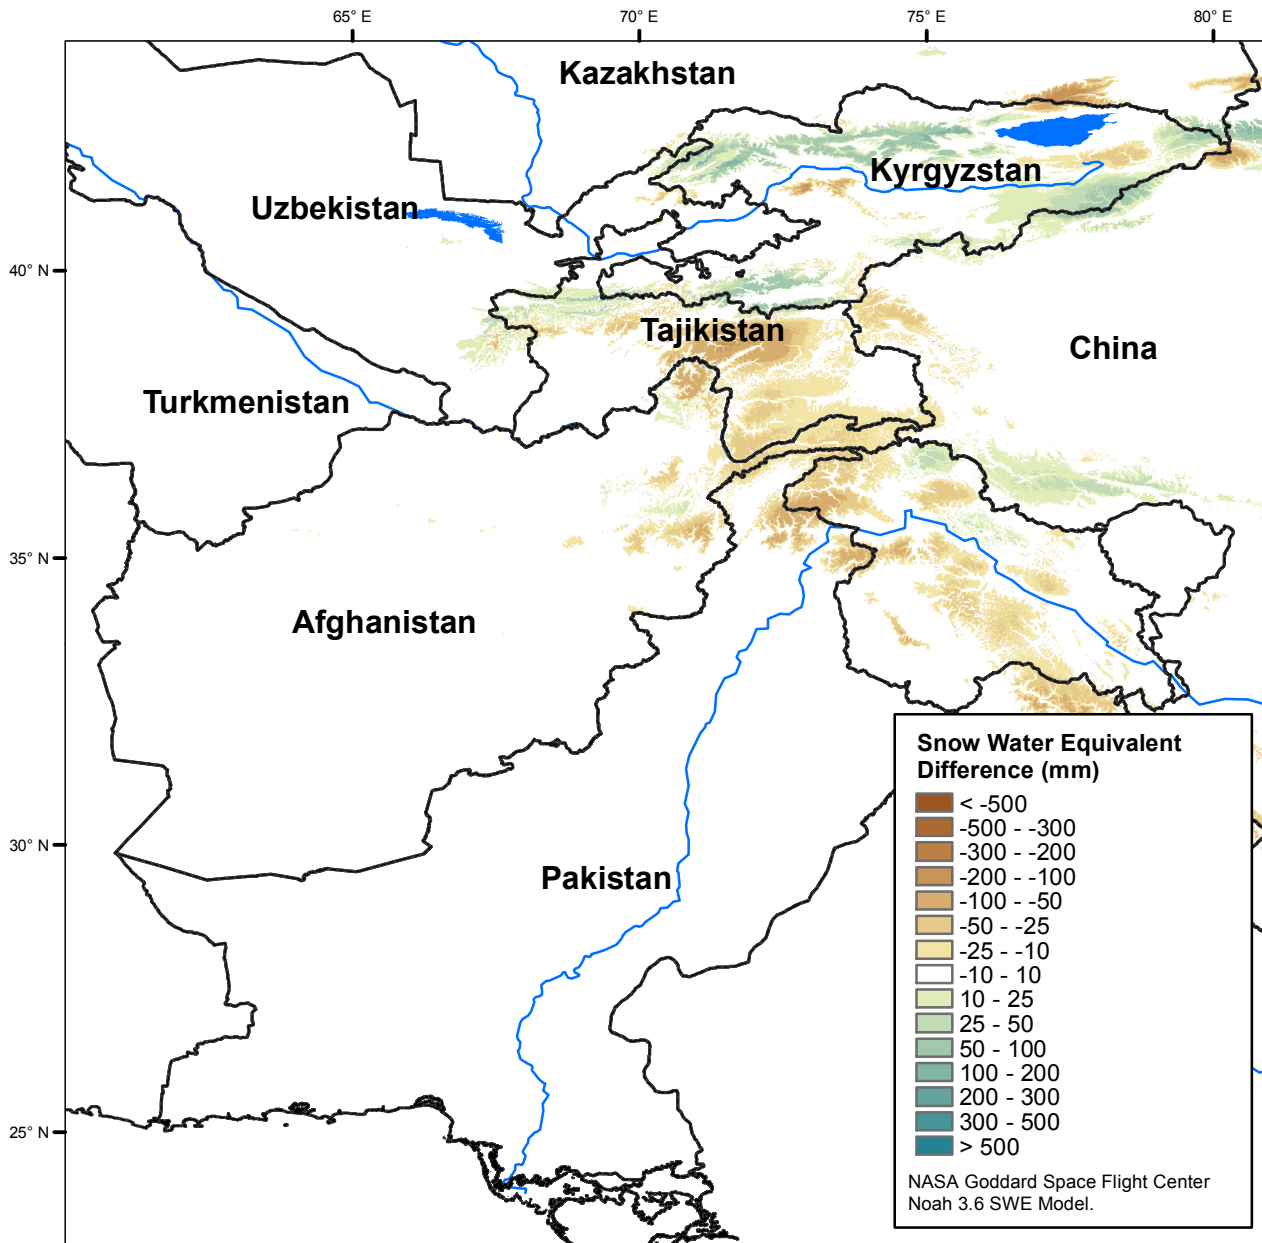 65° E
70° E
75° E
80° E
Kazakhstan
Kyrgyzstan
Uzbekistan
40° N
Tajikistan
China
Turkmenistan
35° N
Afghanistan
30° N
Pakistan
25° N
Snow Water Equivalent
Difference (mm)
< -500
-500 - -300
-300 - -200
-200 - -100
-100 - -50
-50 - -25
-25 - -10
-10 - 10
10 - 25
25 - 50
50 - 100
100 - 200
200 - 300
300 - 500
> 500
NASA Goddard Space Flight Center
Noah 3.6 SWE Model.